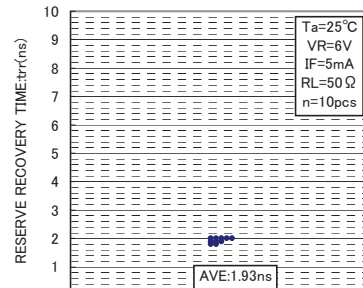 RESERVE RECOVERY TIME:trr(ns)
10
9
8
7
6
5
4
3
2
1
Ta=25℃
VR=6V
IF=5mA
RL=50Ω
n=10pcs
AVE:1.93ns